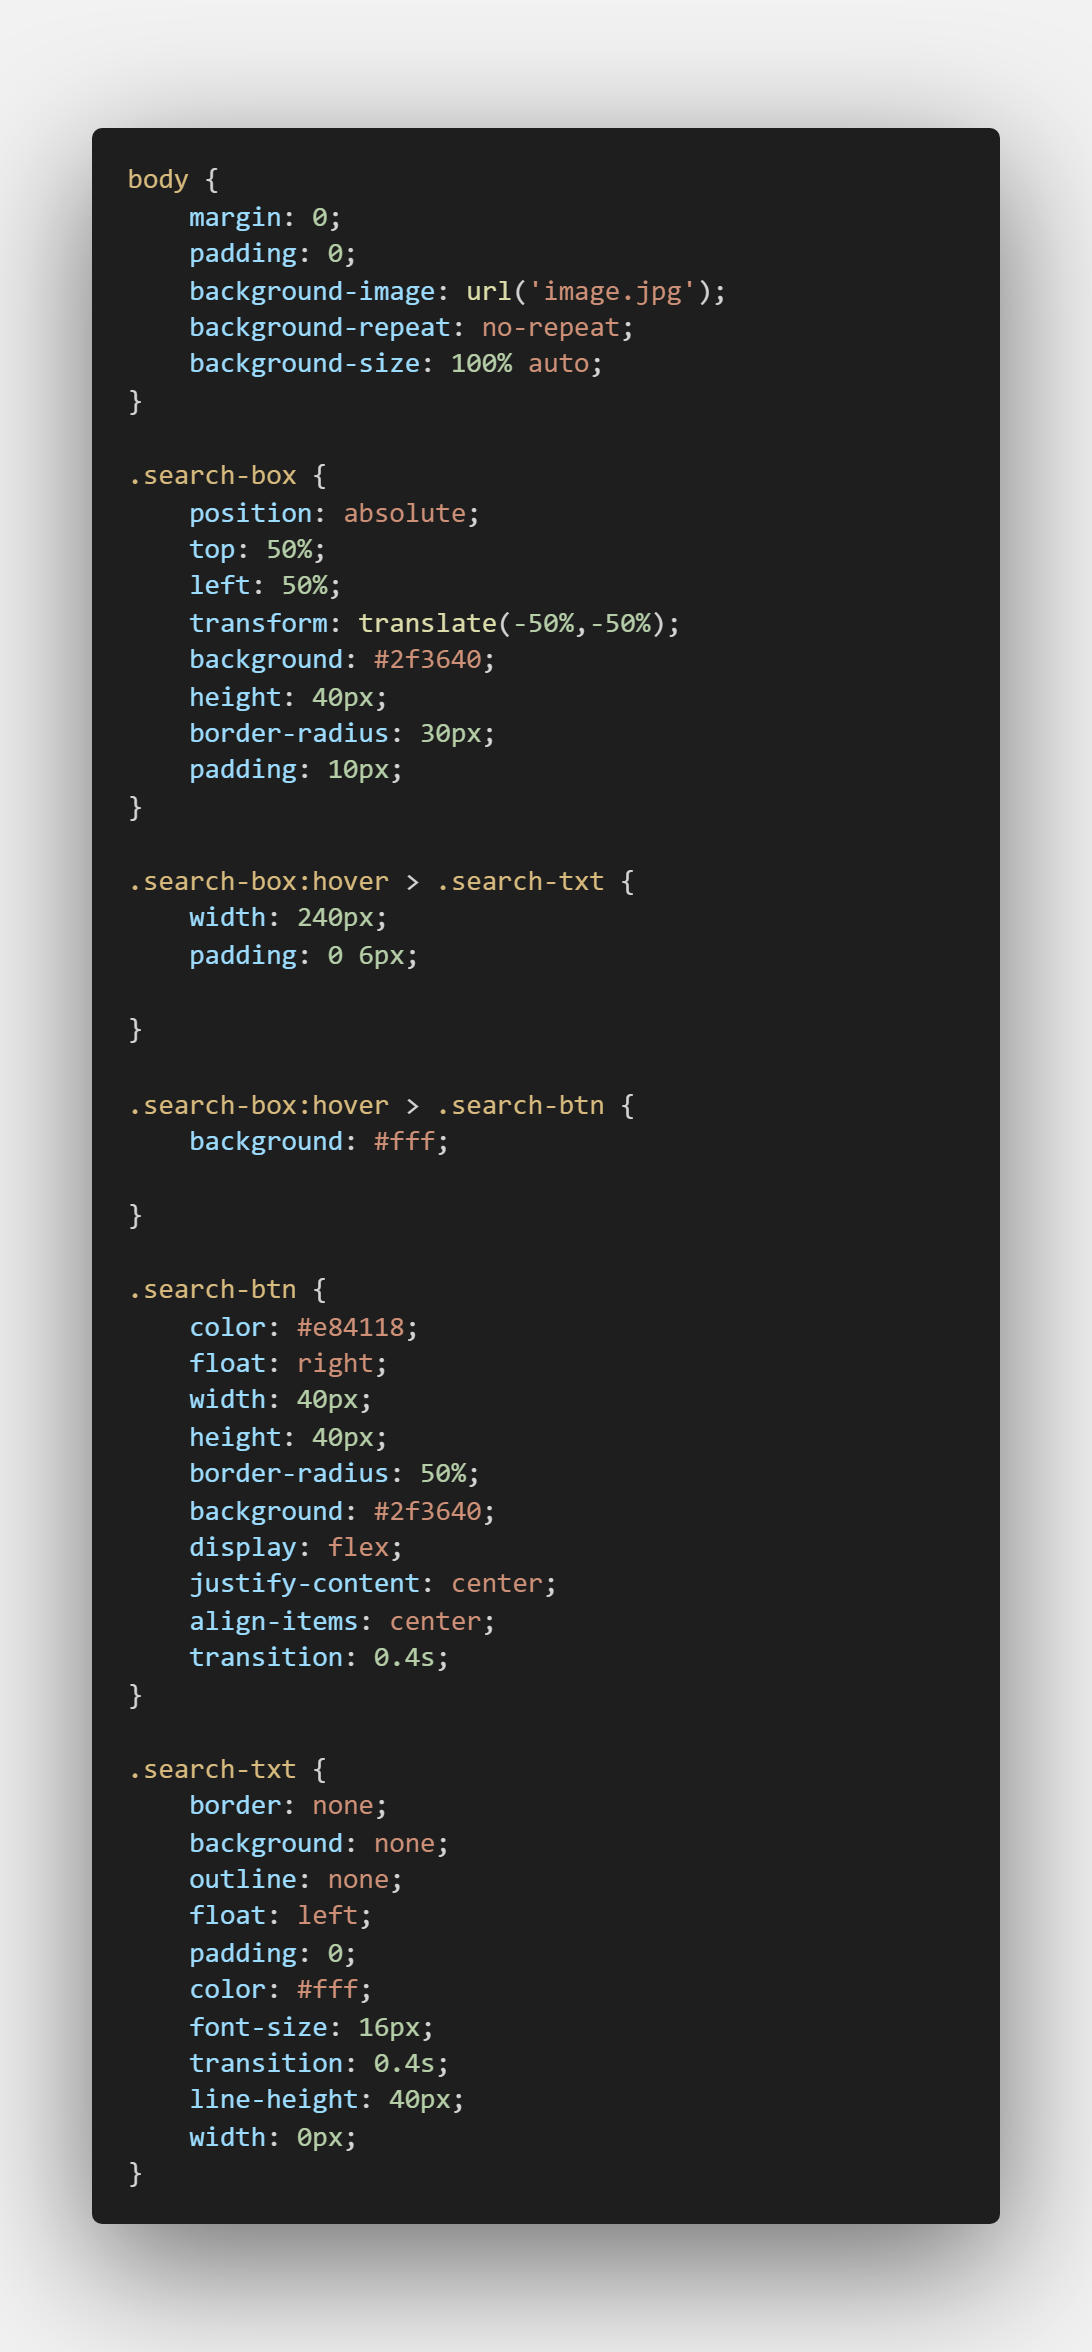 body {
    margin: 0;
    padding: 0;
    background-image: url('image.jpg');
    background-repeat: no-repeat;
    background-size: 100% auto;
}

.search-box {
    position: absolute;
    top: 50%;
    left: 50%;
    transform: translate(-50%,-50%);
    background: #2f3640;
    height: 40px;
    border-radius: 30px;
    padding: 10px;
}

.search-box:hover > .search-txt {
    width: 240px;
    padding: 0 6px;

}

.search-box:hover > .search-btn {
    background: #fff;

}

.search-btn {
    color: #e84118;
    float: right;
    width: 40px;
    height: 40px;
    border-radius: 50%;
    background: #2f3640;
    display: flex;
    justify-content: center;
    align-items: center;
    transition: 0.4s;
}

.search-txt {
    border: none;
    background: none;
    outline: none;
    float: left;
    padding: 0;
    color: #fff;
    font-size: 16px;
    transition: 0.4s;
    line-height: 40px;
    width: 0px;
}